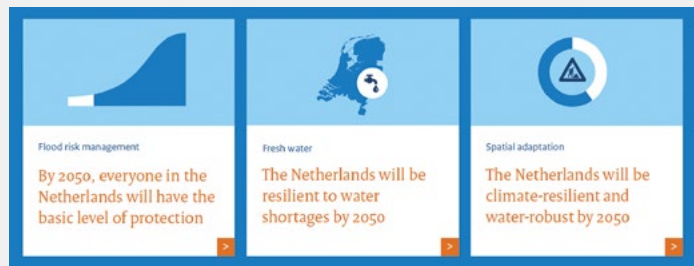 Flood risk management
By 2050, everyone in the
Netherlands will have the
basic level of protection
>
Fresh water
The Netherlands will be
resilient to water
shortages by 2050
>
Spatial adaptation
The Netherlands will be
climate-resilient and
water-robust by 2050
>